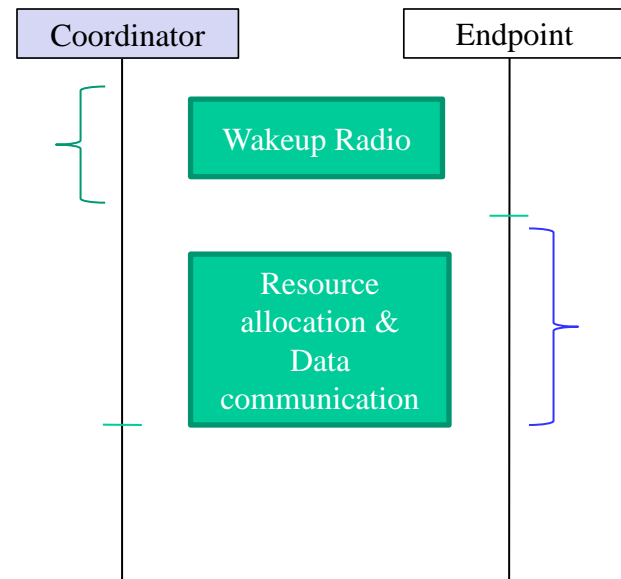 Coordinator
Endpoint
Wakeup Radio
Resource
allocation &
Data
communication